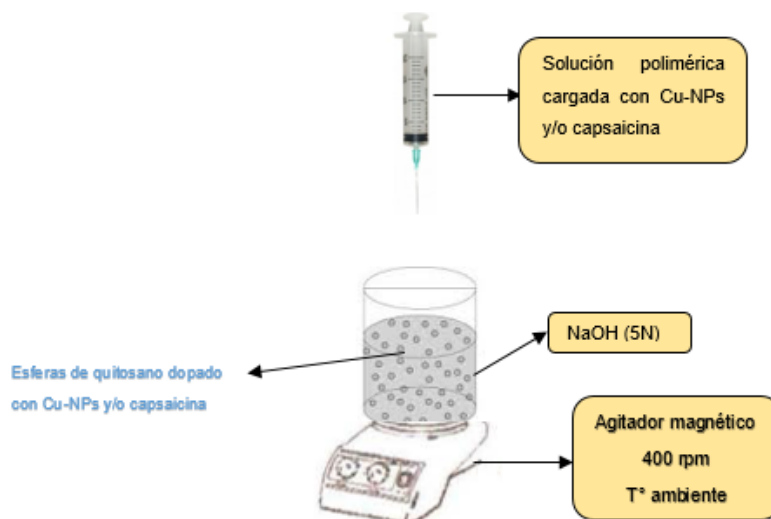 Solución polimérica
cargada con Cu-NPs
y/o capsaicina
NaOH (5N)
Esferas de quitosano dopado
con Cu-NPs y/o capsaicina
Agitador magnético
400 rpm
T° ambiente